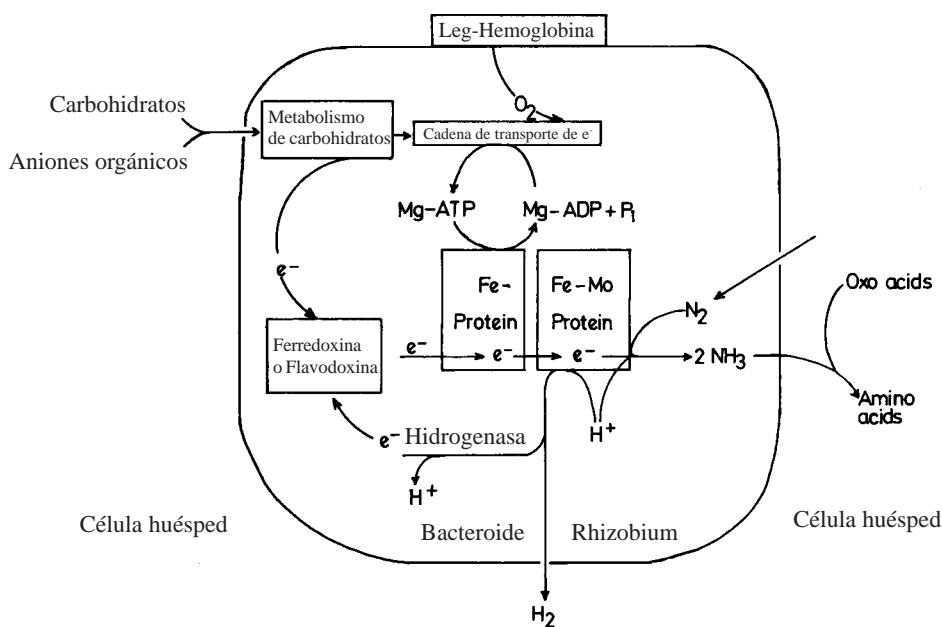 Leg-Hemoglobina
O2
Carbohidratos
Aniones orgánicos
Metabolismo
de carbohidratos
Cadena de transporte de e-
Mg-ATP
Mg-ADP + Pi
e-
Fe-
Protein
e-
Fe-Mo
Protein
e-
N2
Oxo acids
Ferredoxina
o Flavodoxina
e-
2 NH3
Amino
acids
e-
Hidrogenasa
H+
H+
Célula huésped
Bacteroide
Rhizobium
Célula huésped
H2